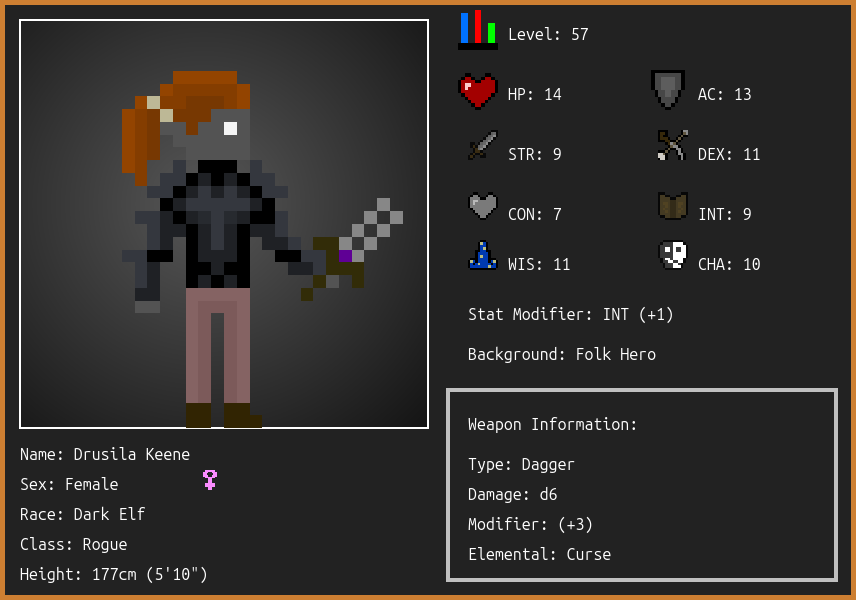 Level: 57
HP: 14
AC: 13
STR: 9
DEX: 11
CON: 7
INT: 9
WIS: 11
CHA: 10
Stat Modifier: INT (+1)
Background: Folk Hero
Weapon Information:
Type: Dagger
Damage: d6
Modifier: (+3)
Elemental: Curse
Name: Drusila Keene
Sex: Female
Race: Dark Elf
Class: Rogue
Height: 177cm (5'10")